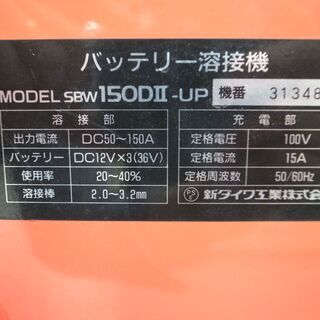 バッテリー溶接機
MODEL SBW150DⅡ-UP 機番 31348
溶接部 充電部
出力電流 DC50〜150A 定格電圧 100V
バッテリー DC12V×3(36V) 定格電流 15A
使用率 20〜40% 定格周波数 50/60Hz
溶接棒 2.0〜3.2mm PSE 新ダイワ工業株式会